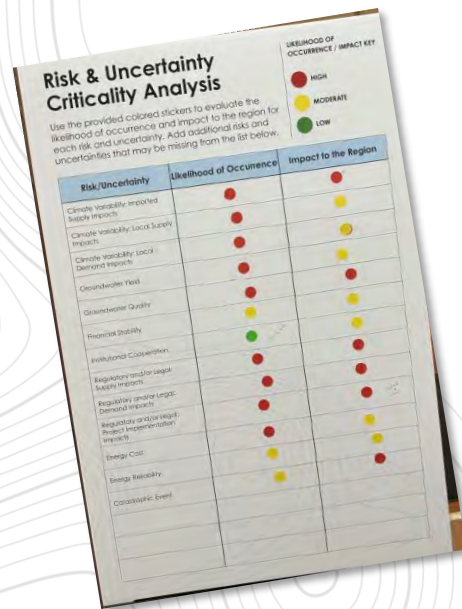 Risk & Uncertainty
Criticality Analysis
Use the provided colored stickers to evaluate the
likelihood of occurrence and impact to the region for
each risk and uncertainty. Add additional risks and
uncertainties that may be missing from the list below.
LIKELIHOOD OF
OCCURRENCE / IMPACT KEY
HIGH
MODERATE
LOW
Risk/Uncertainty
Likelihood of Occurrence
Impact to the Region
Climate Variability: Imported
Supply Impacts
Climate Variability: Local Supply
Impacts
Climate Variability: Local
Demand Impacts
Groundwater Yield
Groundwater Quality
Financial Stability
Institutional Cooperation
Regulatory and/or Legal:
Supply Impacts
Regulatory and/or Legal:
Demand Impacts
Regulatory and/or Legal:
Project Implementation
Impacts
Energy Cost
Energy Reliability
Catastrophic Event